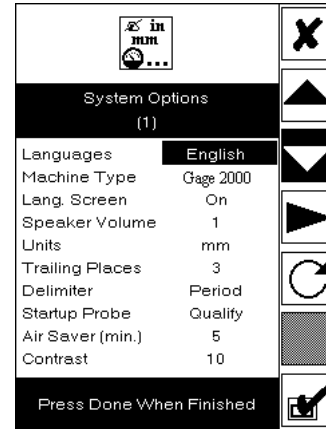 in
mm
...
System Options
(1)
Languages English
Machine Type Gage 2000
Lang. Screen On
Speaker Volume 1
Units mm
Trailing Places 3
Delimiter Period
Startup Probe Qualify
Air Saver (min.) 5
Contrast 10
Press Done When Finished